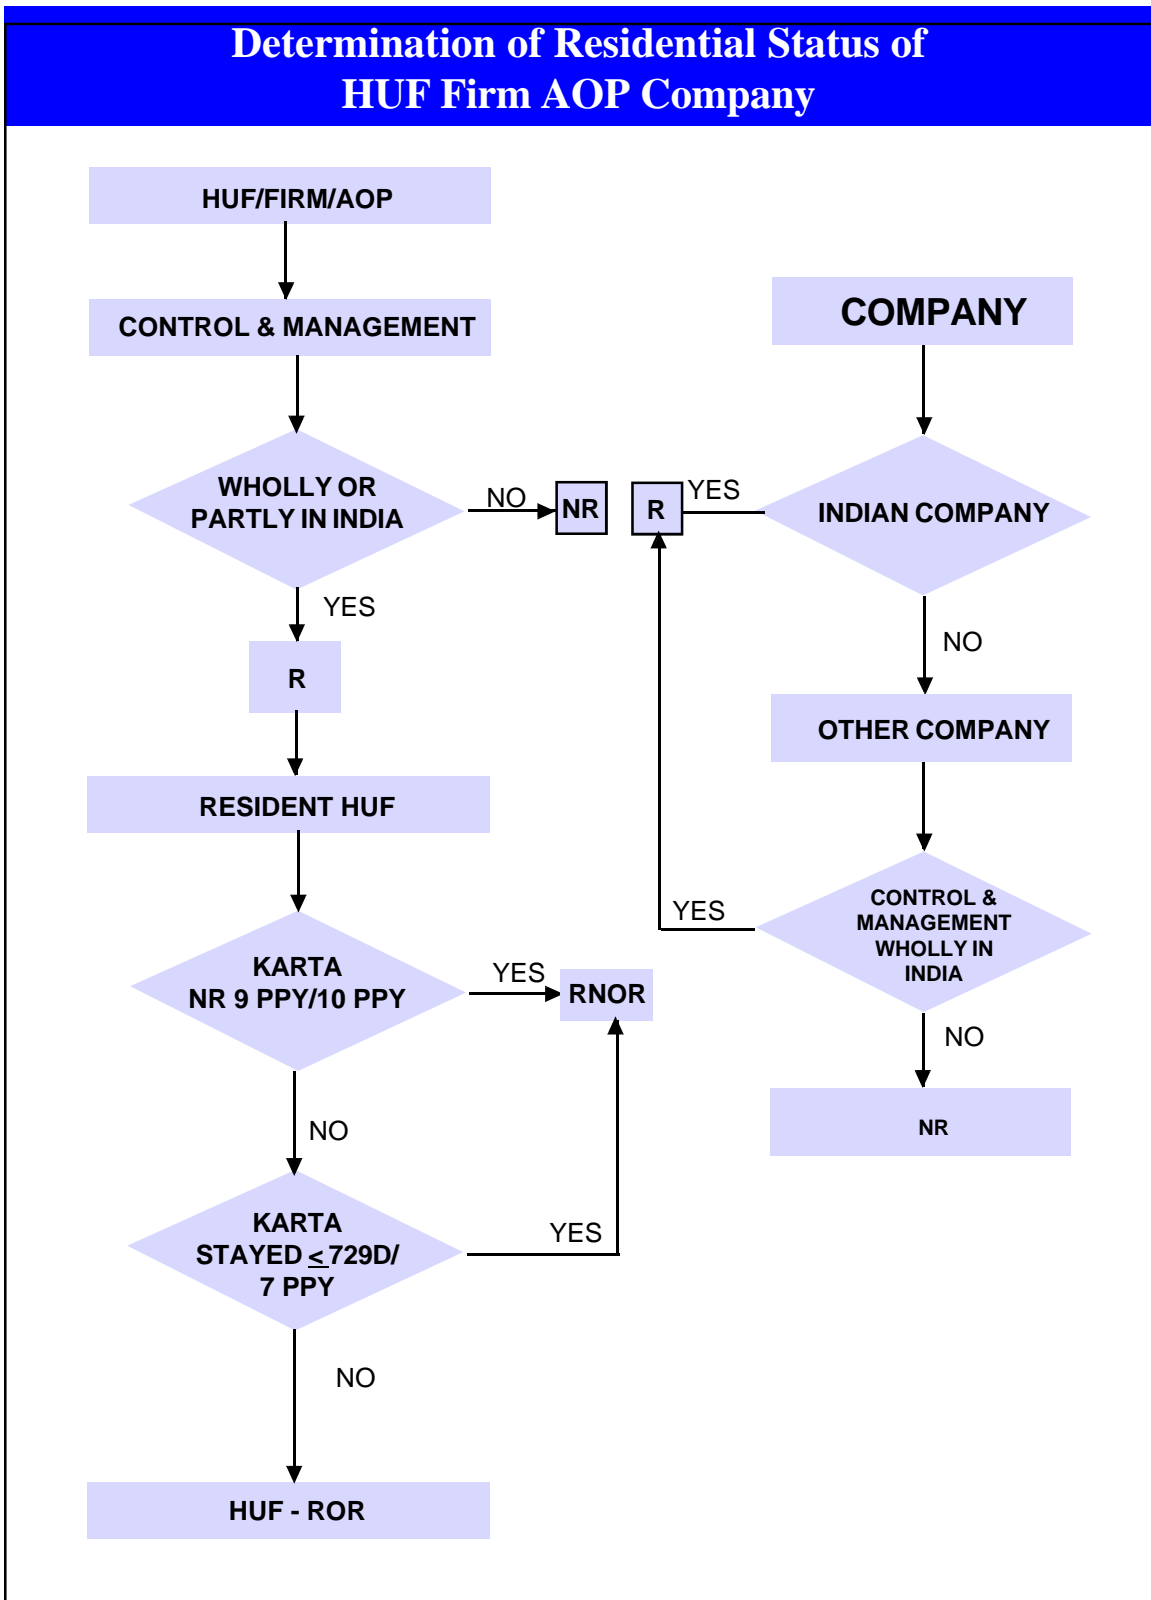 Determination of Residential Status of
HUF Firm AOP Company
HUF/FIRM/AOP
CONTROL & MANAGEMENT
WHOLLY OR
PARTLY IN INDIA
NO
NR
YES
R
RESIDENT HUF
KARTA
NR 9 PPY/10 PPY
YES
RNOR
NO
KARTA
STAYED ≤ 729D/
7 PPY
YES
NO
HUF - ROR
COMPANY
INDIAN COMPANY
YES
R
NO
OTHER COMPANY
CONTROL &
MANAGEMENT
WHOLLY IN
INDIA
YES
NO
NR